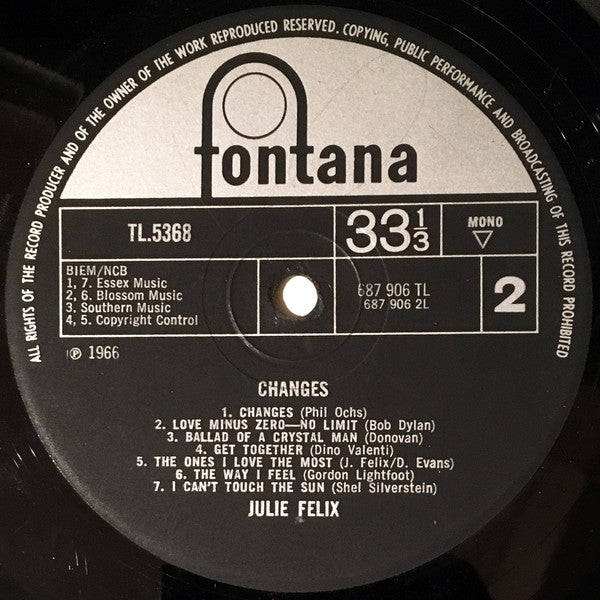 ALL RIGHTS OF THE RECORD PRODUCER AND OF THE OWNER OF THE WORK REPRODUCED RESERVED. COPYING, PUBLIC PERFORMANCE AND BROADCASTING OF THIS RECORD PROHIBITED
fontana
TL.5368
33⅓
MONO
BIEM/NCB
1, 7. Essex Music
2, 6. Blossom Music
3. Southern Music
4, 5. Copyright Control
687 906 TL
687 906 2L
2
℗ 1966
CHANGES
1. CHANGES (Phil Ochs)
2. LOVE MINUS ZERO—NO LIMIT (Bob Dylan)
3. BALLAD OF A CRYSTAL MAN (Donovan)
4. GET TOGETHER (Dino Valenti)
5. THE ONES I LOVE THE MOST (J. Felix/D. Evans)
6. THE WAY I FEEL (Gordon Lightfoot)
7. I CAN'T TOUCH THE SUN (Shel Silverstein)
JULIE FELIX